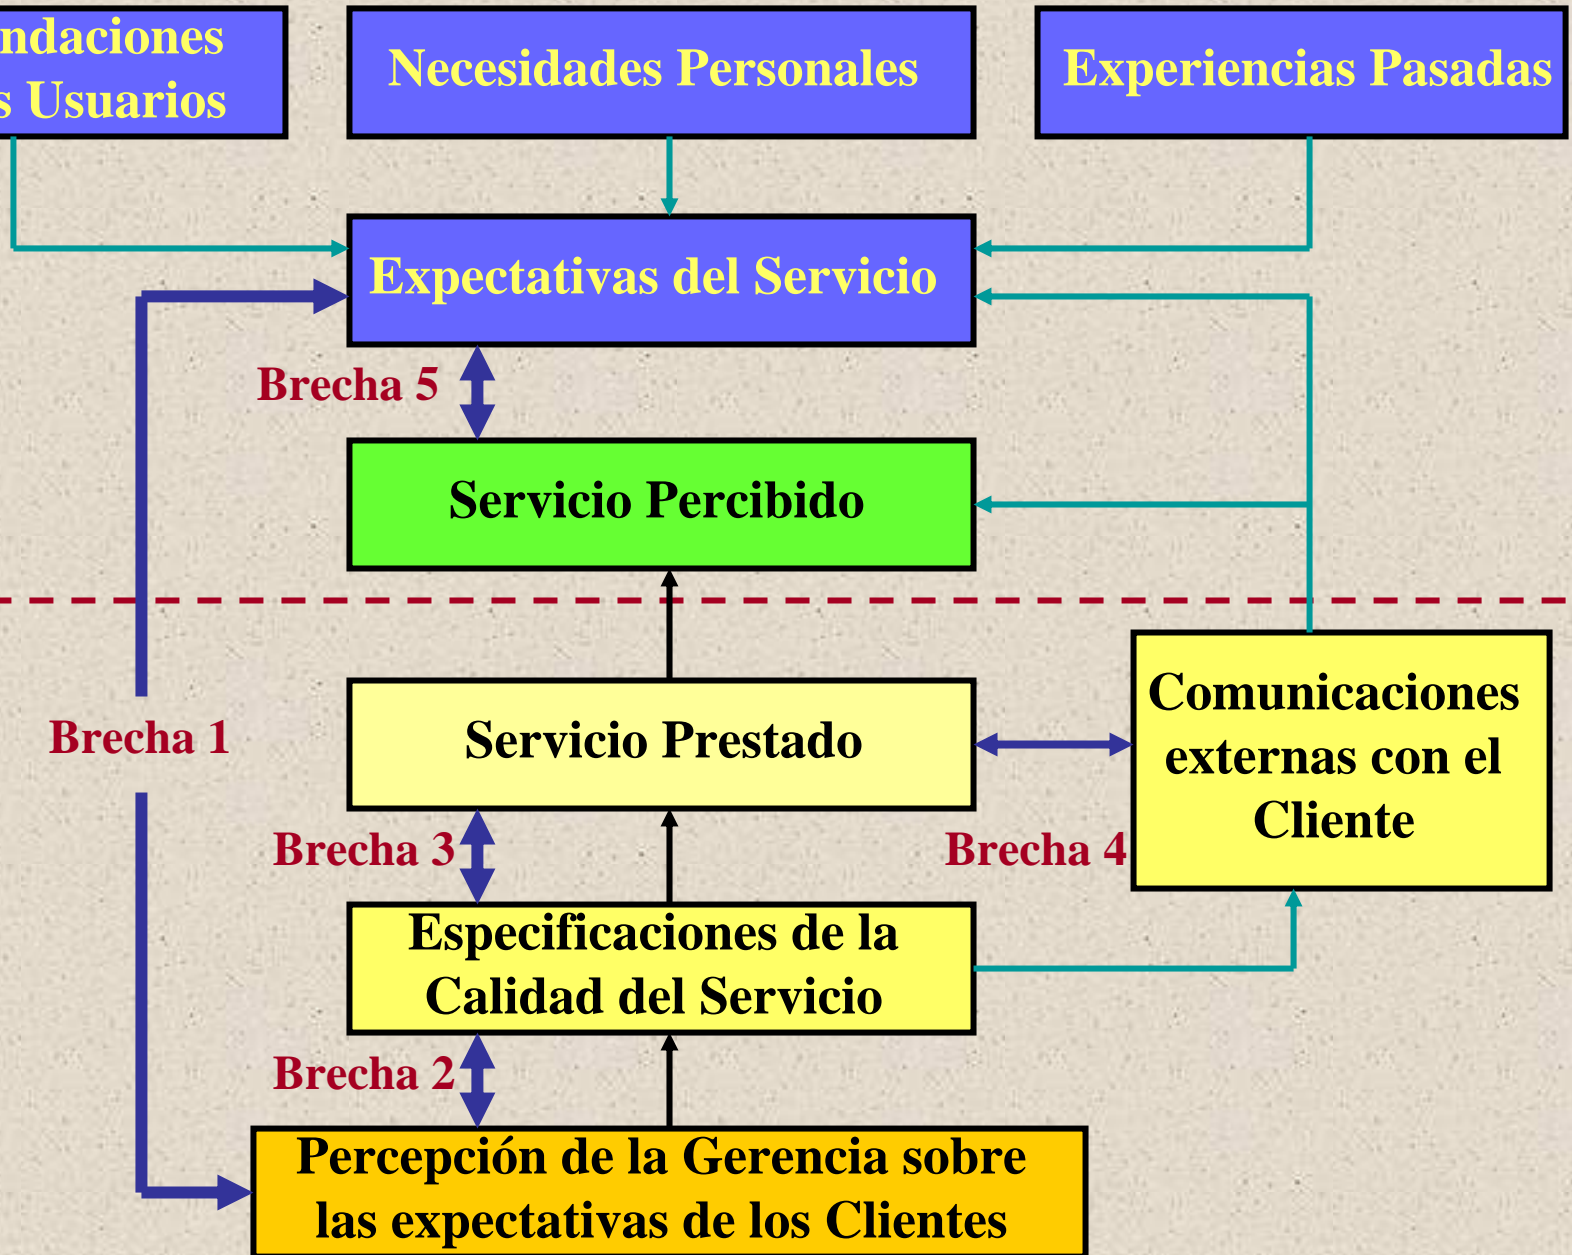 ndaciones
s Usuarios
Necesidades Personales
Experiencias Pasadas
Expectativas del Servicio
Brecha 5
Servicio Percibido
Brecha 1
Servicio Prestado
Comunicaciones
externas con el
Cliente
Brecha 3
Brecha 4
Especificaciones de la
Calidad del Servicio
Brecha 2
Percepción de la Gerencia sobre
las expectativas de los Clientes